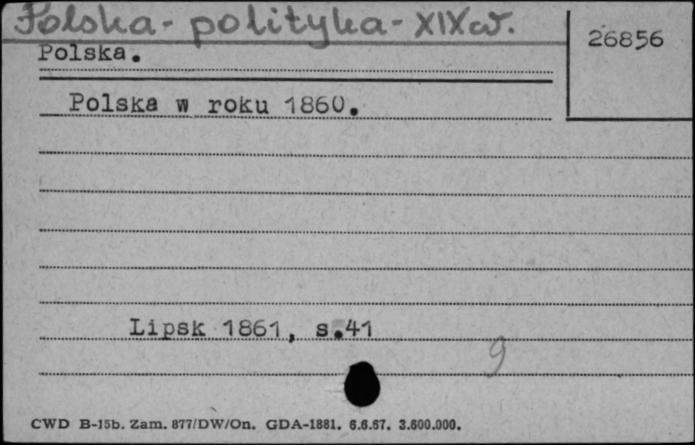 Polska - polityka - XIX w.
26856
Polska.
Polska w roku 1860.
Lipsk 1861, s.41
9
CWD B-15b. Zam. 877/DW/On. GDA-1881. 6.6.67. 3.600.000.